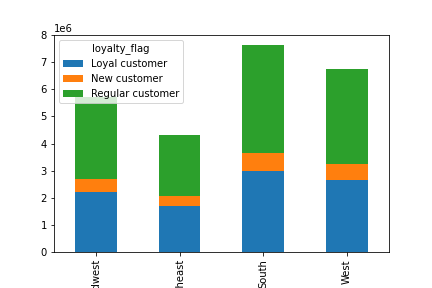 1e6
8
7
6
5
4
3
2
1
0
loyalty_flag
Loyal customer
New customer
Regular customer
dwest
heast
South
West